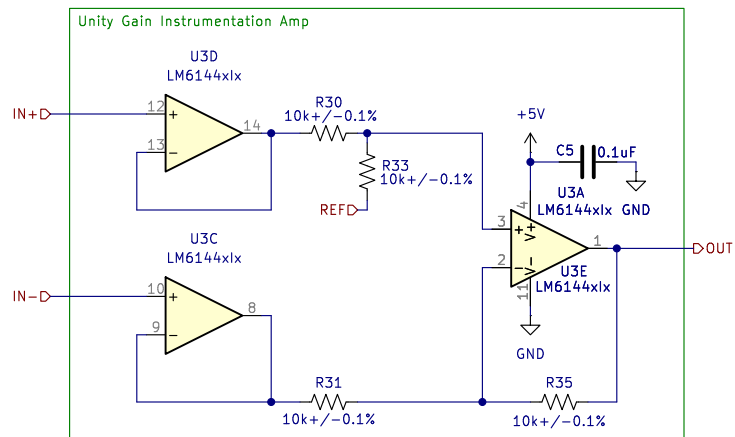 Unity Gain Instrumentation Amp
U3D
LM6144xIx
IN+
12
+
13
−
14
R30
10k+/-0.1%
R33
10k+/-0.1%
REF
+5V
C5
0.1uF
GND
U3A
LM6144xIx
4
V+
3
+
2
−
1
OUT
V−
11
U3E
LM6144xIx
GND
U3C
LM6144xIx
IN-
10
+
9
−
8
R31
10k+/-0.1%
R35
10k+/-0.1%